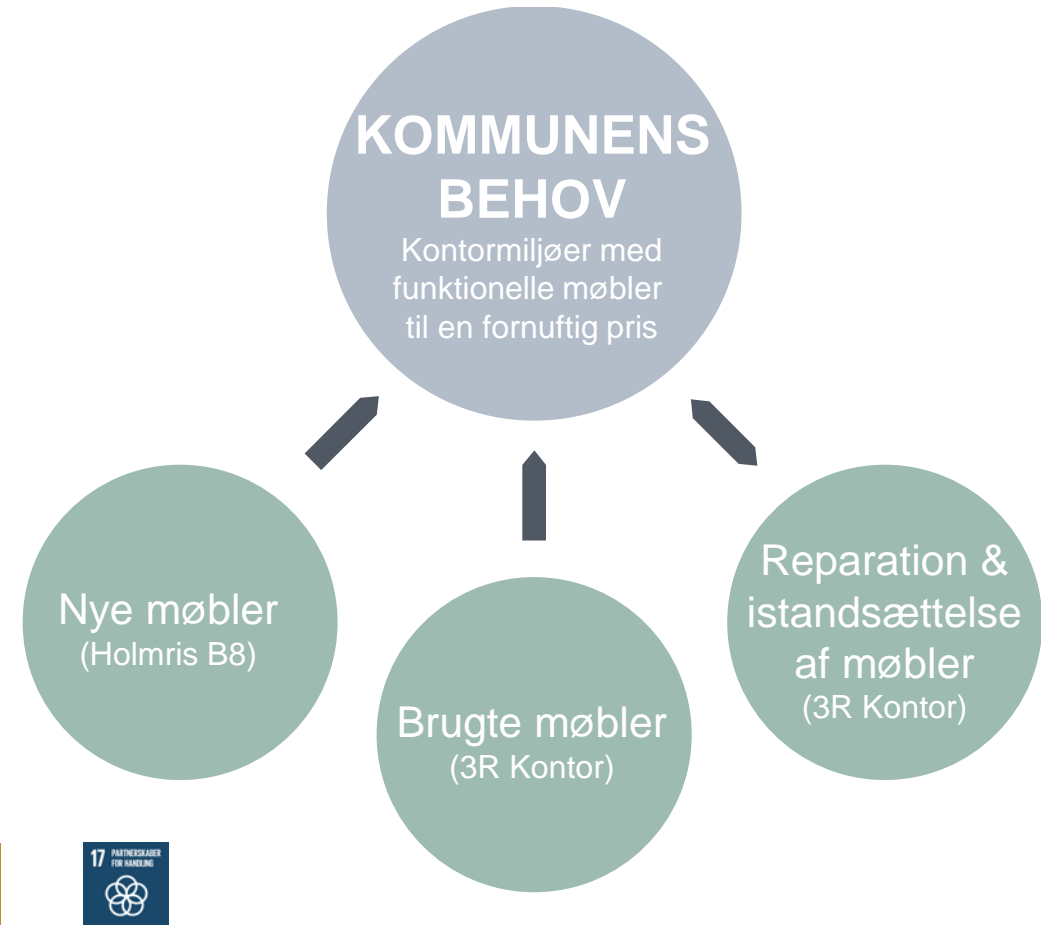 KOMMUNENS
BEHOV
Kontormiljøer med
funktionelle møbler
til en fornuftig pris
Nye møbler
(Holmris B8)
Brugte møbler
(3R Kontor)
Reparation &
istandsættelse
af møbler
(3R Kontor)
17 PARTNERSKABER
FOR HANDLING